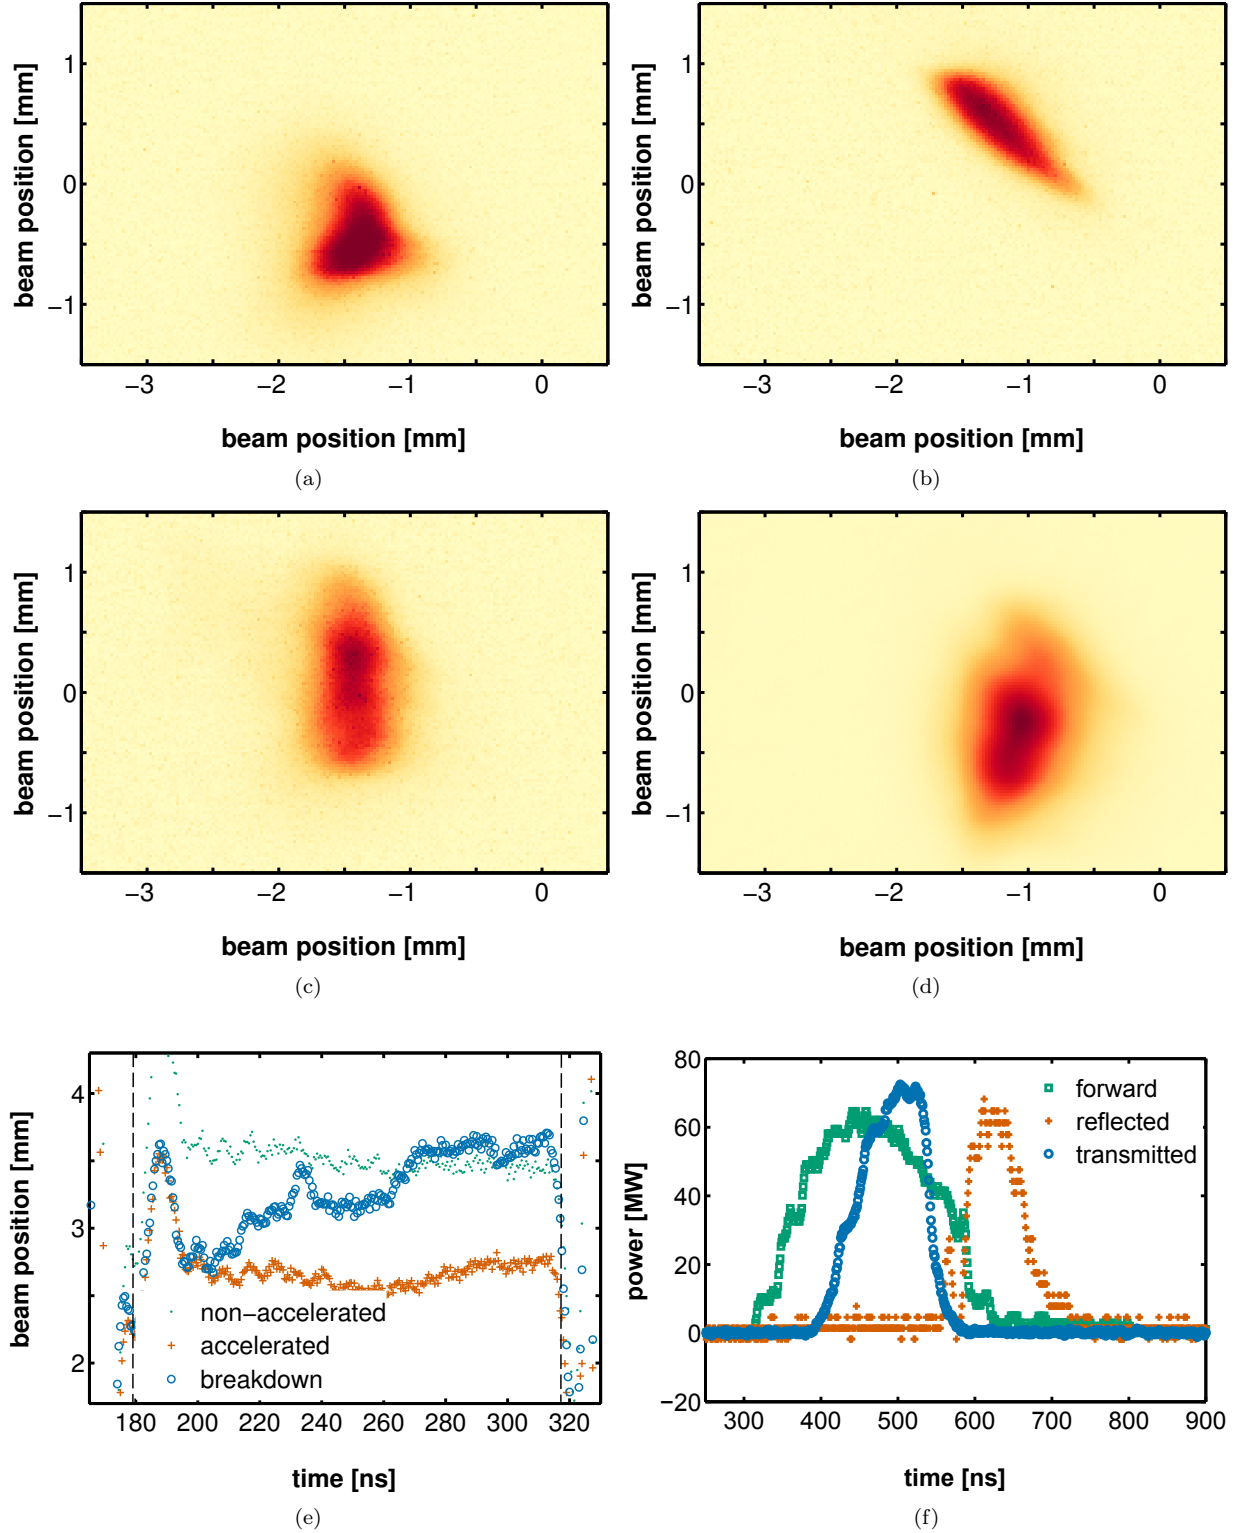 beam position [mm]
1
0
−1
−3
−2
−1
0
beam position [mm]
(a)
beam position [mm]
1
0
−1
−3
−2
−1
0
beam position [mm]
(b)
beam position [mm]
1
0
−1
−3
−2
−1
0
beam position [mm]
(c)
beam position [mm]
1
0
−1
−3
−2
−1
0
beam position [mm]
(d)
beam position [mm]
4
3
2
non−accelerated
accelerated
breakdown
180
200
220
240
260
280
300
320
time [ns]
(e)
power [MW]
80
60
40
20
0
−20
forward
reflected
transmitted
300
400
500
600
700
800
900
time [ns]
(f)